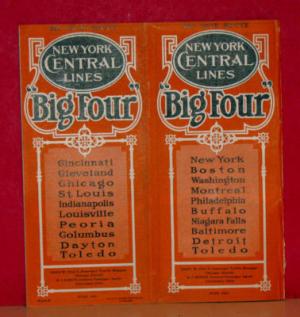 NEW YORK
CENTRAL
LINES
"Big Four"
Cincinnati
Cleveland
Chicago
St. Louis
Indianapolis
Louisville
Peoria
Columbus
Dayton
Toledo
NEW YORK
CENTRAL
LINES
"Big Four"
New York
Boston
Washington
Montreal
Philadelphia
Buffalo
Niagara Falls
Baltimore
Detroit
Toledo